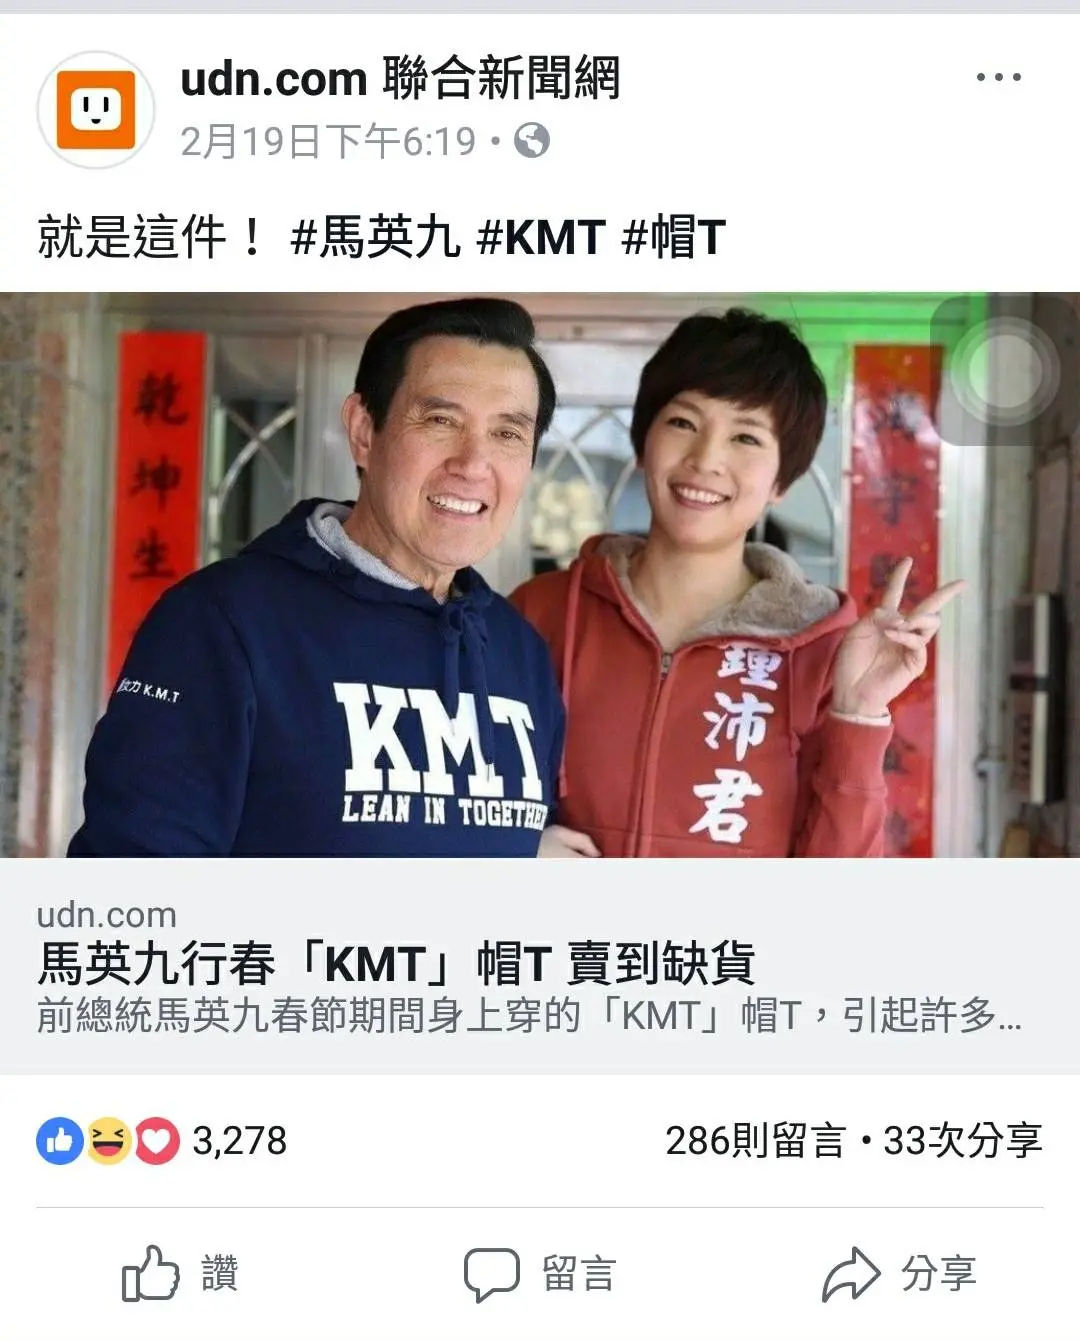 udn.com 聯合新聞網
2月19日下午6:19
就是這件！ #馬英九 #KMT #帽T
乾坤生
K.M.T
KMT
LEAN IN TOGETHER
鍾沛君
udn.com
馬英九行春「KMT」帽T 賣到缺貨
前總統馬英九春節期間身上穿的「KMT」帽T，引起許多...
3,278
286則留言・33次分享
讚
留言
分享